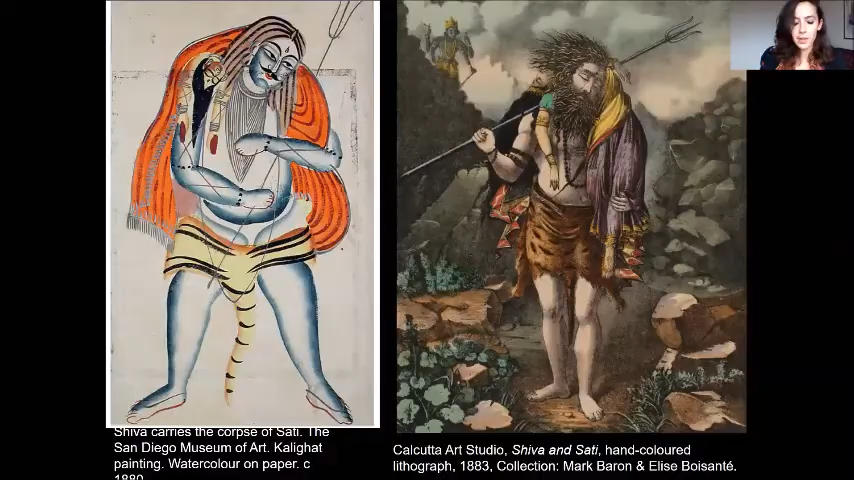 Shiva carries the corpse of Sati. The
San Diego Museum of Art. Kalighat
painting. Watercolour on paper. c
1880.
Calcutta Art Studio, Shiva and Sati, hand-coloured
lithograph, 1883, Collection: Mark Baron & Elise Boisanté.